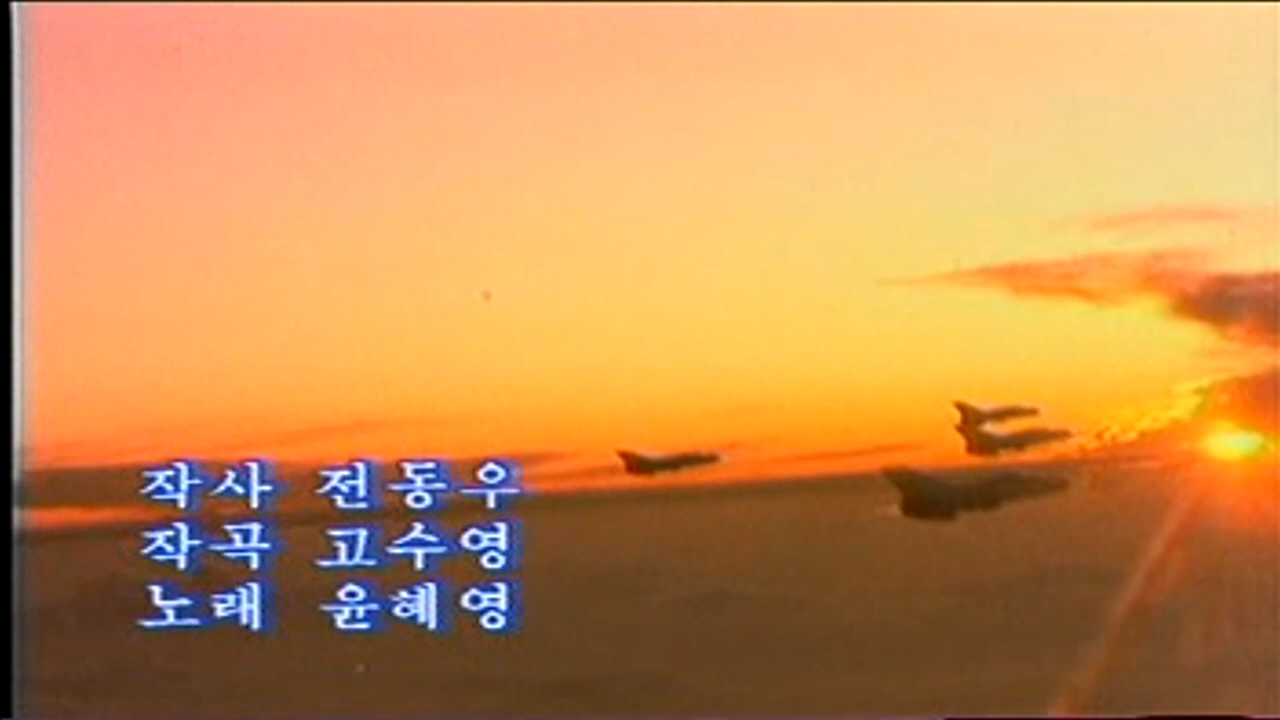 작사 전동우
작곡 고수영
노래 윤혜영